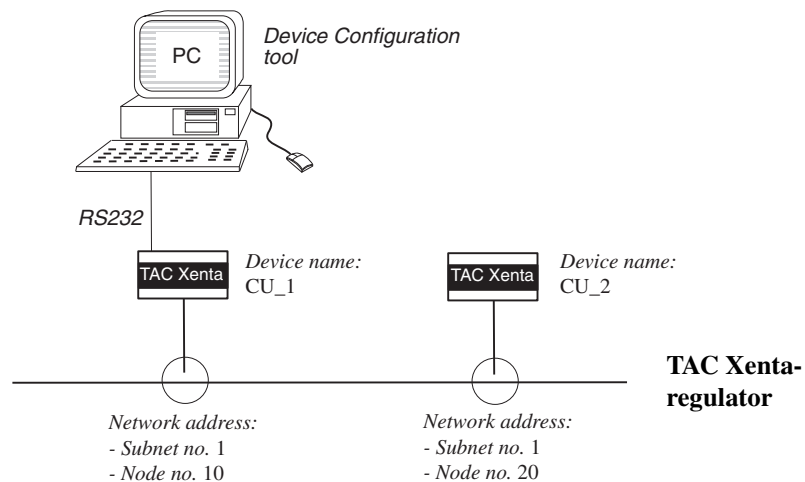 PC
Device Configuration
tool
RS232
TAC Xenta
Device name:
CU_1
TAC Xenta
Device name:
CU_2
TAC Xenta-
regulator
Network address:
- Subnet no. 1
- Node no. 10
Network address:
- Subnet no. 1
- Node no. 20